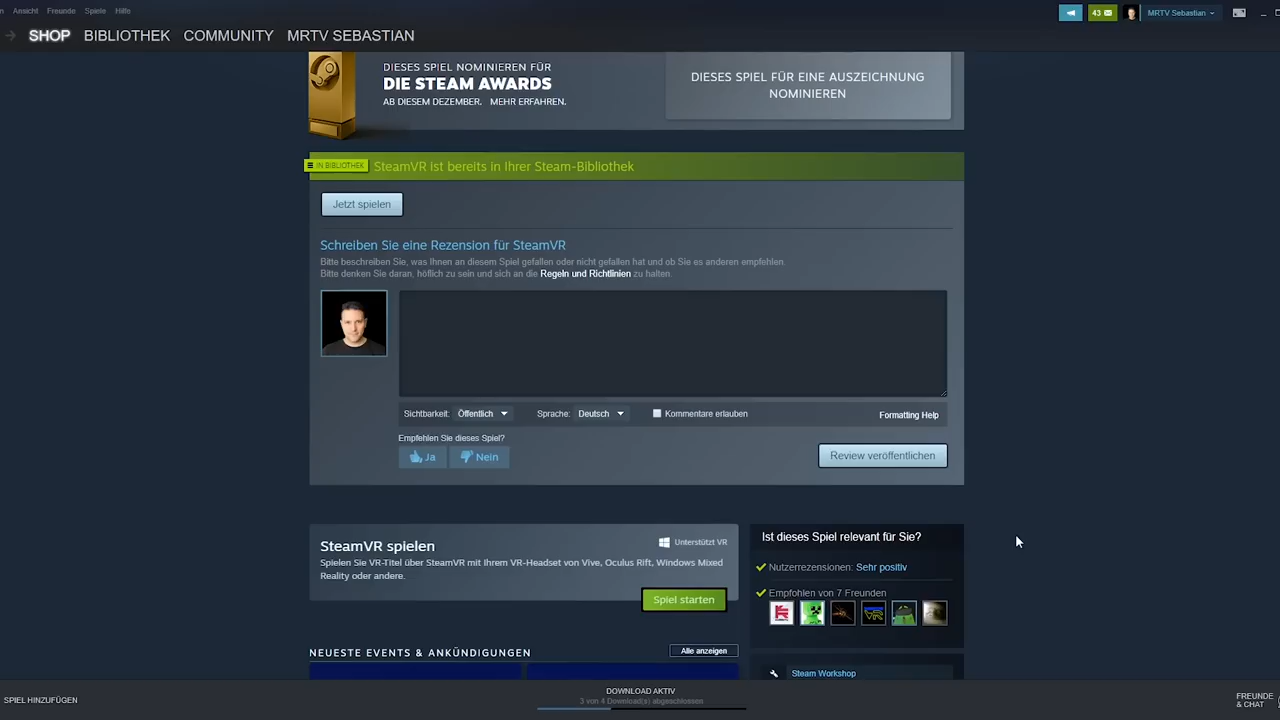 Ansicht Freunde Spiele Hilfe
43 MRTV Sebastian
SHOP BIBLIOTHEK COMMUNITY MRTV SEBASTIAN
DIESES SPIEL NOMINIEREN FÜR
DIE STEAM AWARDS
AB DIESEM DEZEMBER. MEHR ERFAHREN.
DIESES SPIEL FÜR EINE AUSZEICHNUNG
NOMINIEREN
IN BIBLIOTHEK SteamVR ist bereits in Ihrer Steam-Bibliothek
Jetzt spielen
Schreiben Sie eine Rezension für SteamVR
Bitte beschreiben Sie, was Ihnen an diesem Spiel gefallen oder nicht gefallen hat und ob Sie es anderen empfehlen.
Bitte denken Sie daran, höflich zu sein und sich an die Regeln und Richtlinien zu halten.
Sichtbarkeit: Öffentlich Sprache: Deutsch Kommentare erlauben Formatting Help
Empfehlen Sie dieses Spiel?
Ja Nein Review veröffentlichen
SteamVR spielen Unterstützt VR
Spielen Sie VR-Titel über SteamVR mit Ihrem VR-Headset von Vive, Oculus Rift, Windows Mixed
Reality oder andere.
Spiel starten
Ist dieses Spiel relevant für Sie?
Nutzerrezensionen: Sehr positiv
Empfohlen von 7 Freunden
NEUESTE EVENTS & ANKÜNDIGUNGEN Alle anzeigen
Steam Workshop
SPIEL HINZUFÜGEN
DOWNLOAD AKTIV
3 von 4 Download(s) abgeschlossen
FREUNDE
& CHAT